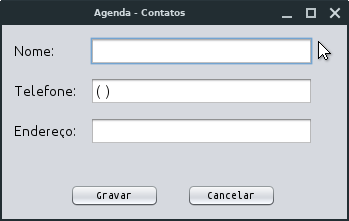 Agenda - Contatos
Nome:
Telefone: ( )
Endereço:
Gravar Cancelar